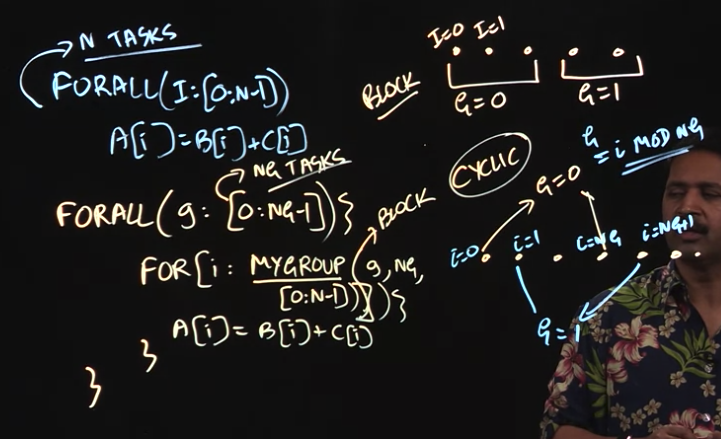 N TASKS
FORALL(I:[0:N-1])
A[i]=B[i]+C[i]
NG TASKS
FORALL(g: [0:NG-1]){
FOR[i: MYGROUP(g,NG,
[0:N-1])){
A[i]=B[i]+C[i]
}
}
BLOCK
I=0 I=1
BLOCK
G=0 G=1
CYCLIC
G
= i MOD NG
G=0
i=0 i=1 i=NG i=NG+1
G=1